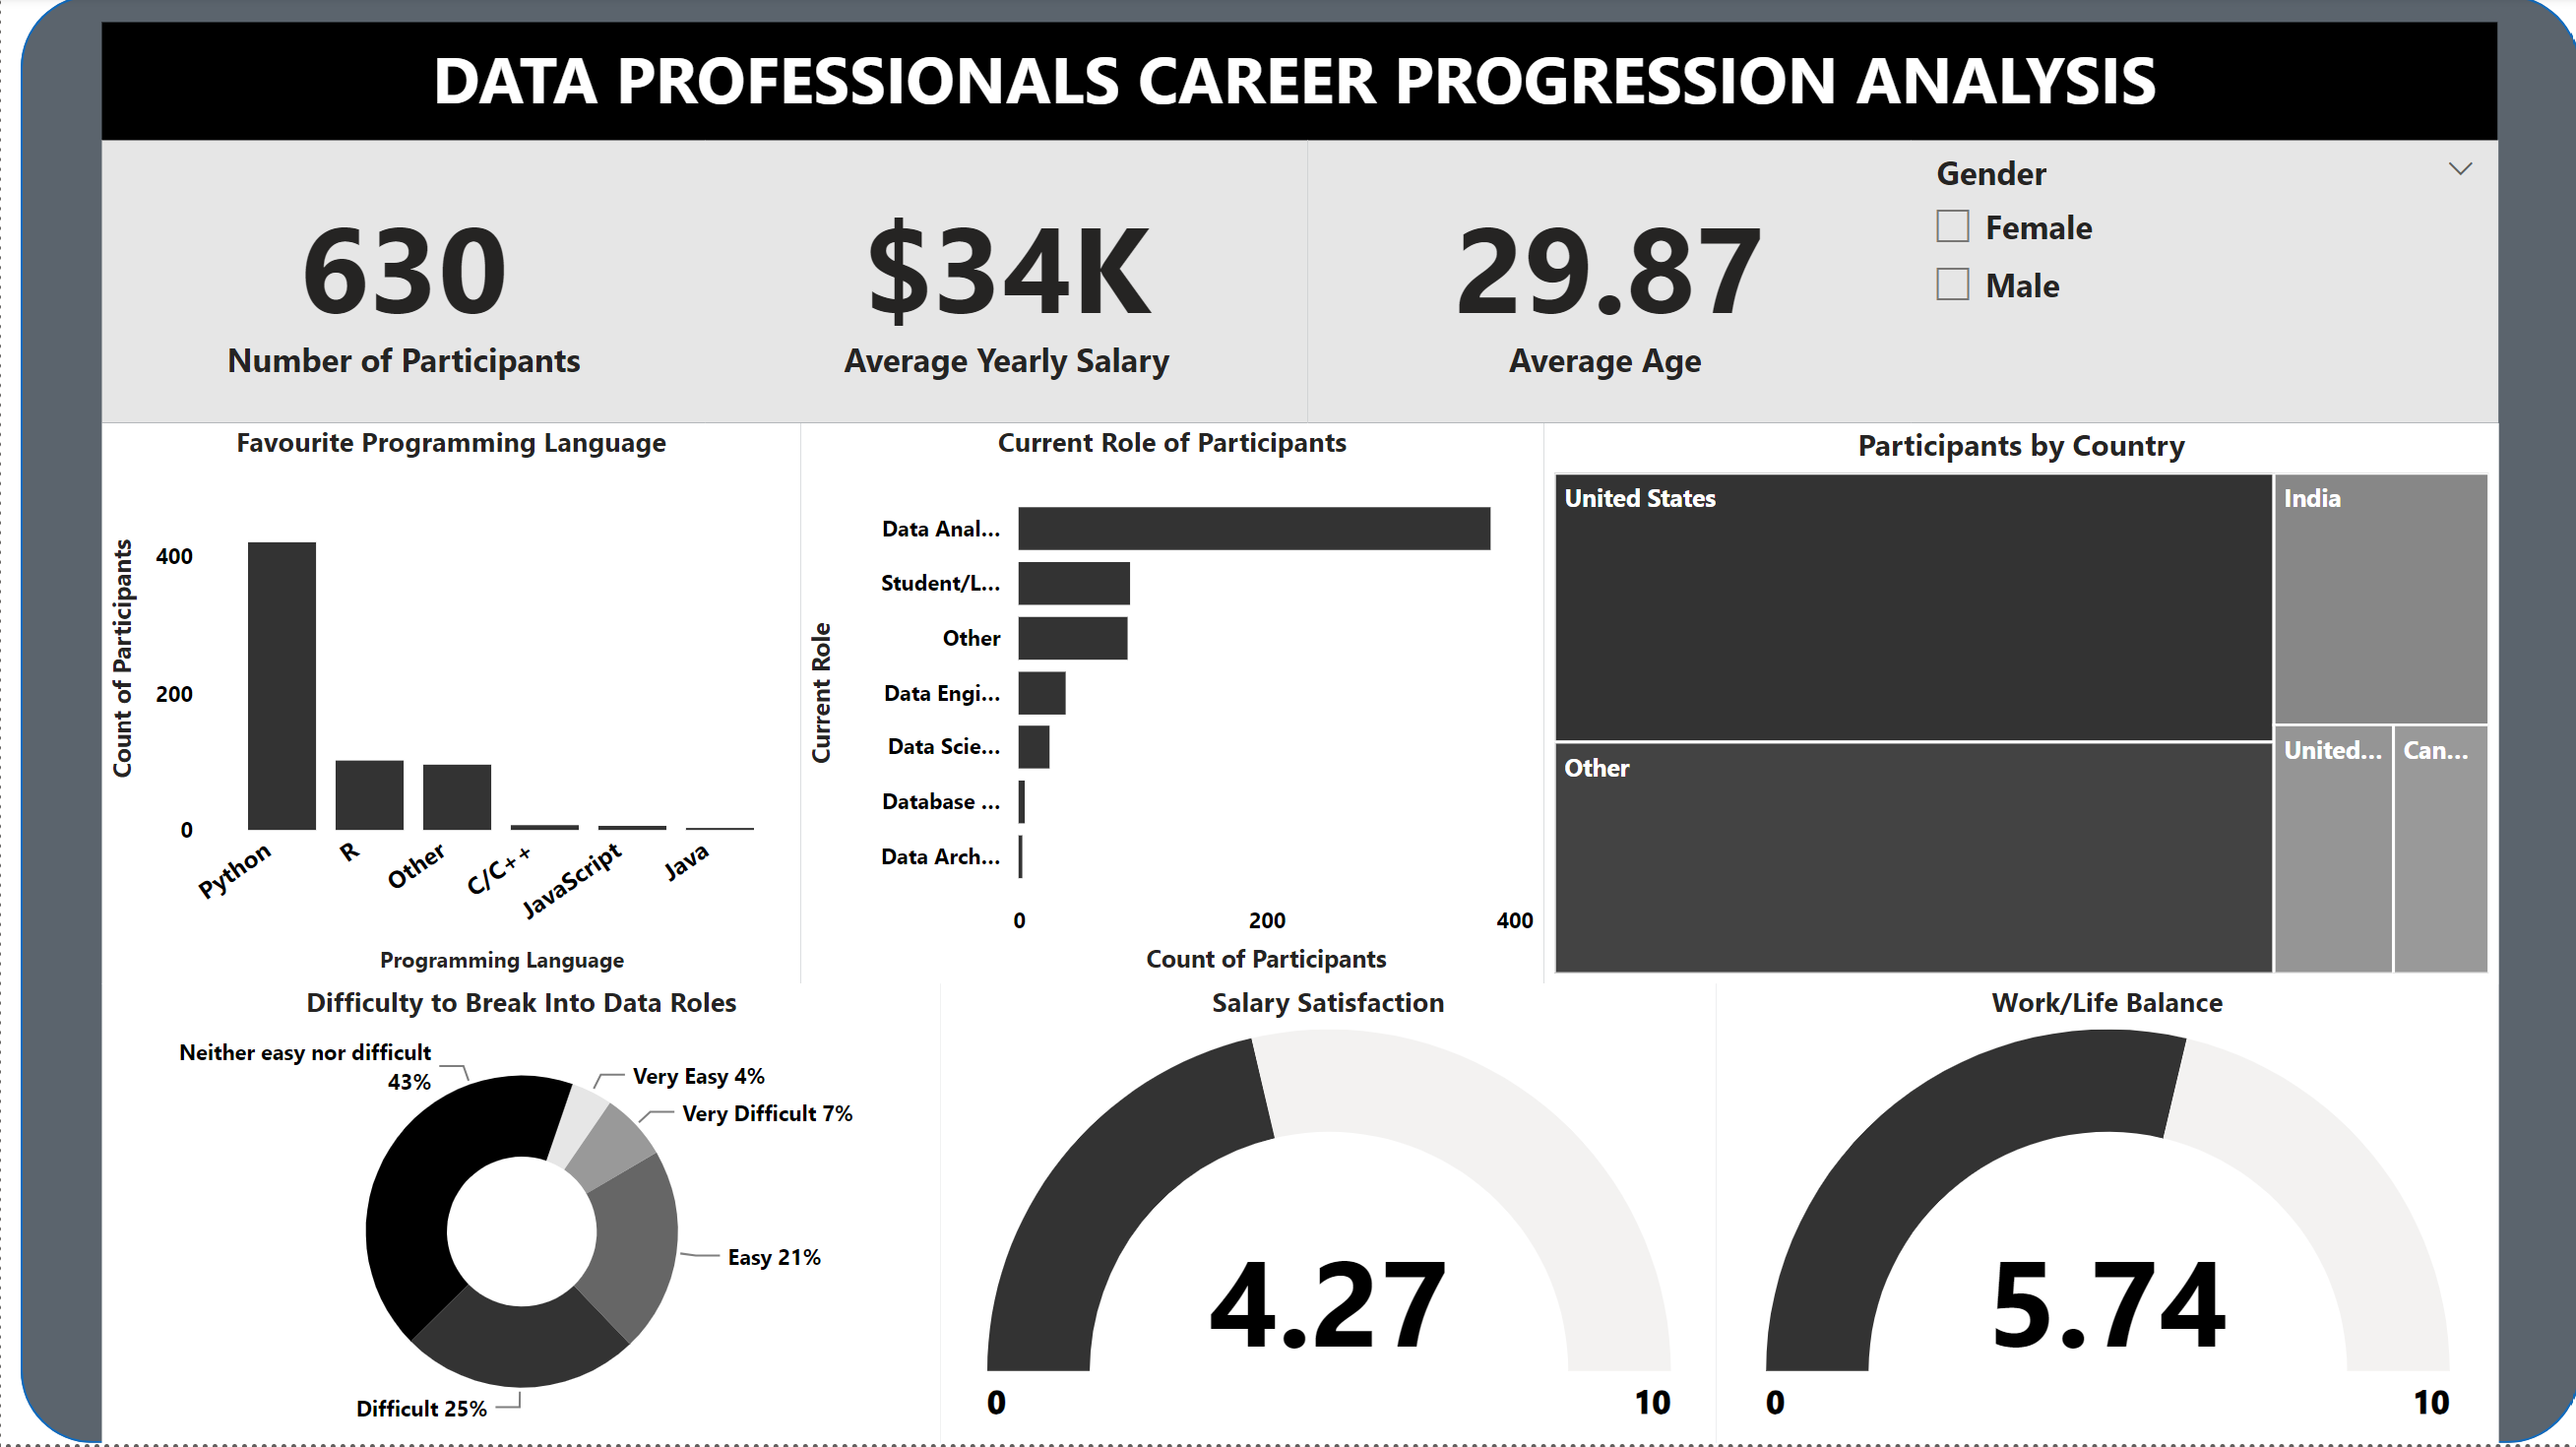 DATA PROFESSIONALS CAREER PROGRESSION ANALYSIS
630
Number of Participants
$34K
Average Yearly Salary
29.87
Average Age
Gender
Female
Male
Favourite Programming Language
Count of Participants
400
200
0
Python
R
Other
C/C++
JavaScript
Java
Programming Language
Current Role of Participants
Current Role
Data Anal...
Student/L...
Other
Data Engi...
Data Scie...
Database ...
Data Arch...
0
200
400
Count of Participants
Participants by Country
United States
India
Other
United...
Can...
Difficulty to Break Into Data Roles
Neither easy nor difficult
43%
Very Easy 4%
Very Difficult 7%
Easy 21%
Difficult 25%
Salary Satisfaction
4.27
0
10
Work/Life Balance
5.74
0
10